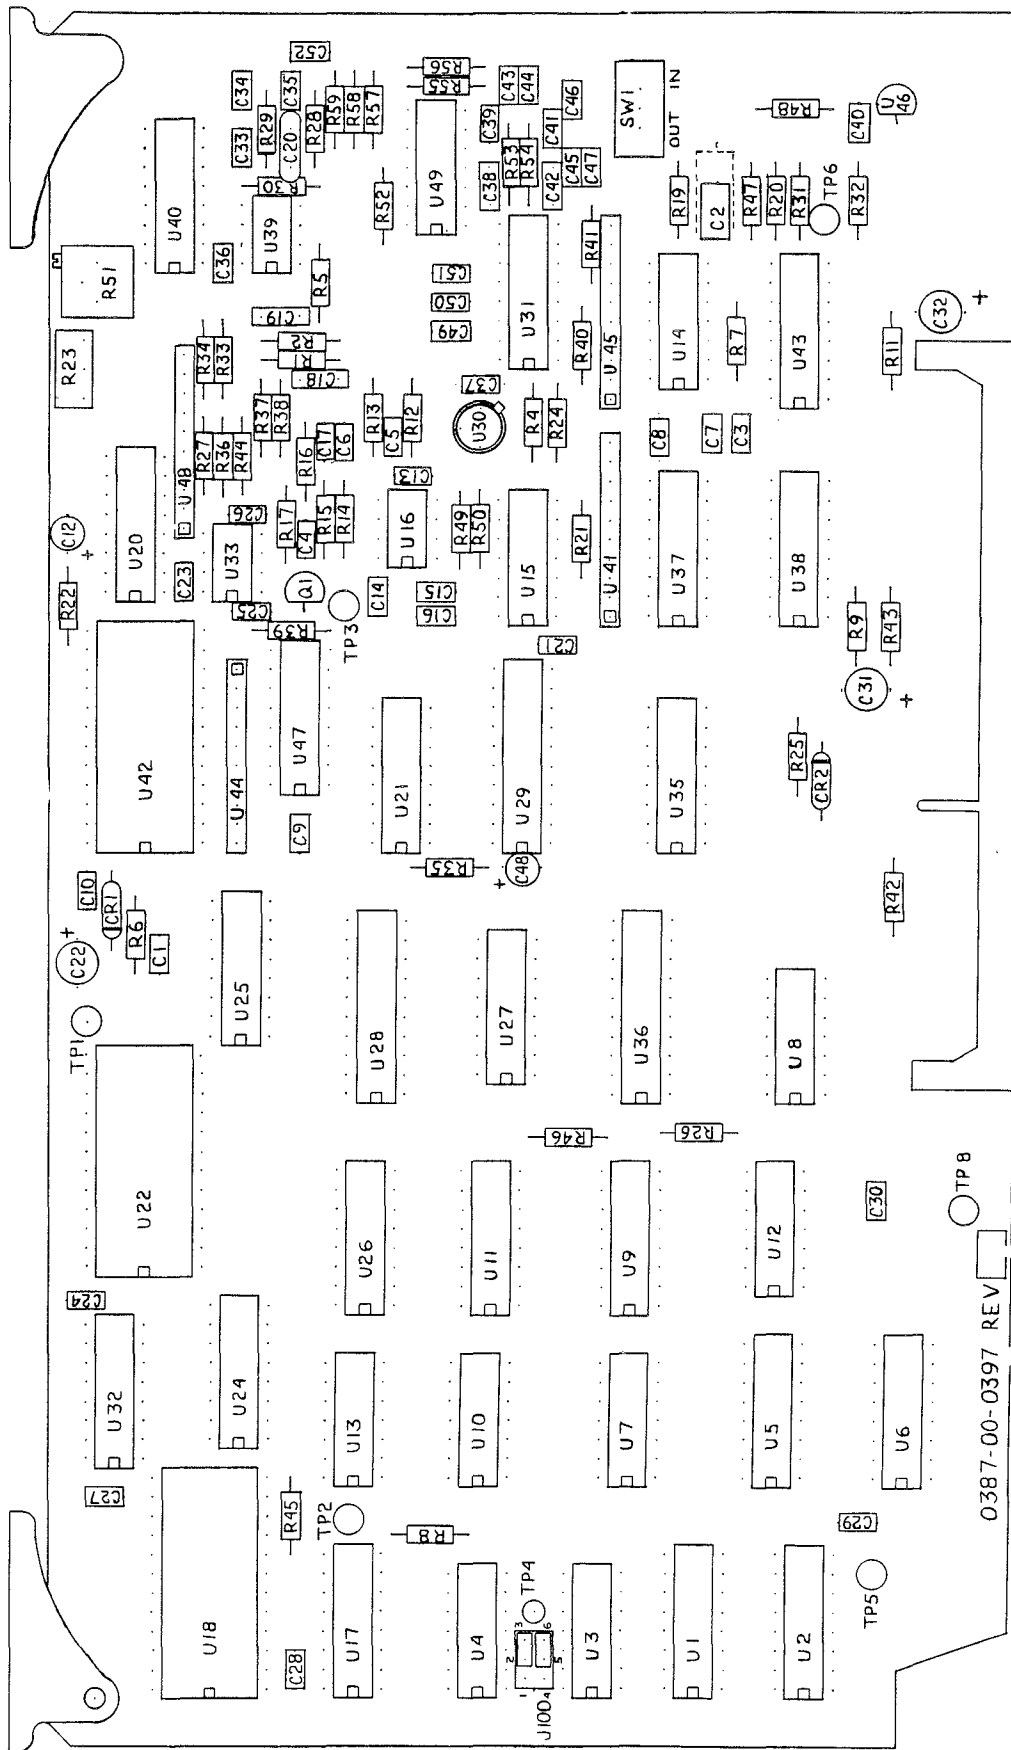 C52
C34
C35
R29
R59
R58
R57
R56
R55
C43
C44
C46
SW1
OUT IN
R48
C40
U46
C33
C20
R28
C39
C41
R53
R54
C45
C47
C42
C38
R30
U40
U39
R52
U49
R19
C2
R47
R20
R31
TP6
R32
R51
C36
R5
C51
C50
C49
U31
R41
C19
R2
R1
C18
R23
R34
R33
R40
U45
U14
R7
U43
C32
+
R11
C37
U30
R37
R38
R13
C5
R12
R4
R24
C17
C6
R16
C8
C7
C3
R27
R36
R44
U48
C13
C12
+
U20
C26
U33
R17
C4
R15
R14
U16
R49
R50
U15
R21
U41
U37
U38
C23
R22
C25
Q1
TP3
C14
C15
C16
R39
C21
R9
R43
C31
+
U42
U44
U47
U21
U29
U35
R25
CR2
C9
R35
+
C48
R42
C10
CR1
R6
C1
+
C22
TP1
U25
U28
U27
U36
U8
R46
R26
U22
U26
U11
U9
U12
C30
TP8
C24
U32
U24
U13
U10
U7
U5
U6
0387-00-0397 REV
C27
R45
TP2
R8
C29
TP5
U18
C28
U17
U4
TP4
3
6
2
5
1
4
J100
U3
U1
U2